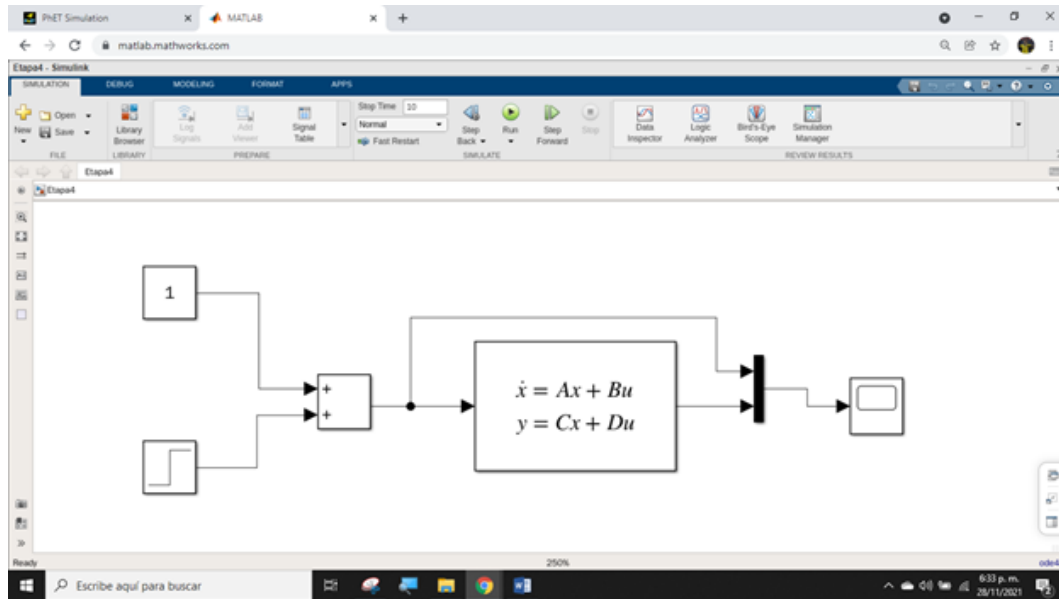 PhET Simulation
MATLAB
matlab.mathworks.com
Etapa4 - Simulink
SIMULATION DEBUG MODELING FORMAT APPS
New
Open
Save
Library Browser
Log Signals
Add Viewer
Signal Table
Stop Time 10
Normal
Fast Restart
Step Back
Run
Step Forward
Stop
Data Inspector
Logic Analyzer
Bird's-Eye Scope
Simulation Manager
FILE LIBRARY PREPARE SIMULATE REVIEW RESULTS
Etapa4
Etapa4
1
+
+
ẋ = Ax + Bu
y = Cx + Du
Ready 250% ode4
Escribe aquí para buscar
6:33 p. m.
28/11/2021